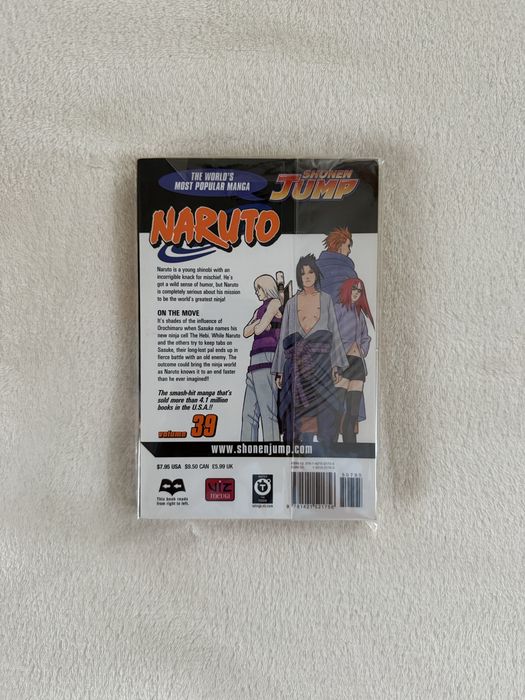 THE WORLD'S
MOST POPULAR MANGA
SHONEN
JUMP
NARUTO
Naruto is a young shinobi with an
incorrigible knack for mischief. He's
got a wild sense of humor, but Naruto
is completely serious about his mission
to be the world's greatest ninja!
ON THE MOVE
It's shades of the influence of
Orochimaru when Sasuke names his
new ninja cell The Hebi. While Naruto
and the others try to keep tabs on
Sasuke, their long-lost pal ends up in
fierce battle with an old enemy. The
outcome could bring the ninja world
as Naruto knows it to an end faster
than he ever imagined!!
The smash-hit manga that's
sold more than 4.1 million
books in the U.S.A.!!
volume 39
www.shonenjump.com
$7.95 USA $9.50 CAN £5.99 UK
This book reads
from right to left.
VIZ
MEDIA
T
TEEN
50795
9 781421 521756